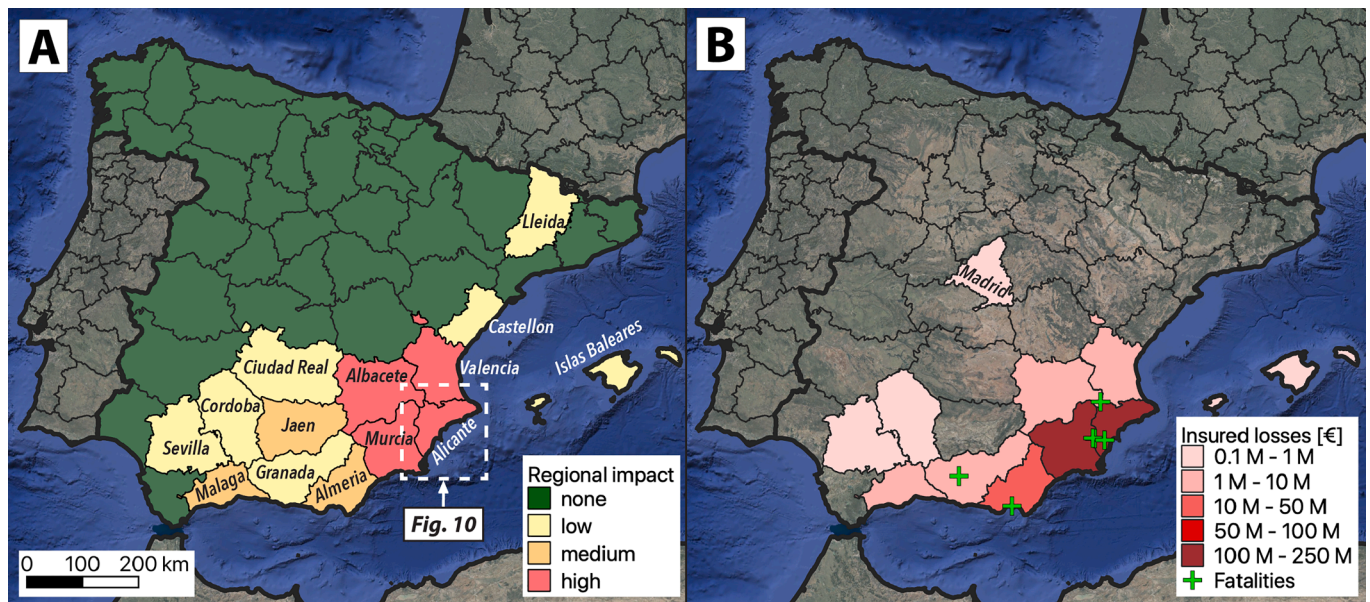 A
Lleida
Castellon
Islas Baleares
Ciudad Real
Albacete
Valencia
Cordoba
Jaen
Sevilla
Murcia
Alicante
Granada
Malaga
Almeria
Fig. 10
0 100 200 km
Regional impact
none
low
medium
high
B
Madrid
Insured losses [€]
0.1 M - 1 M
1 M - 10 M
10 M - 50 M
50 M - 100 M
100 M - 250 M
Fatalities